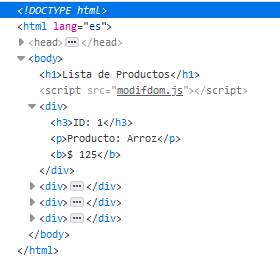 <!DOCTYPE html>
<html lang="es">
<head> ••• </head>
<body>
<h1>Lista de Productos</h1>
<script src="modifdom.js"></script>
<div>
<h3>ID: 1</h3>
<p>Producto: Arroz</p>
<b>$ 125</b>
</div>
<div> ••• </div>
<div> ••• </div>
<div> ••• </div>
</body>
</html>